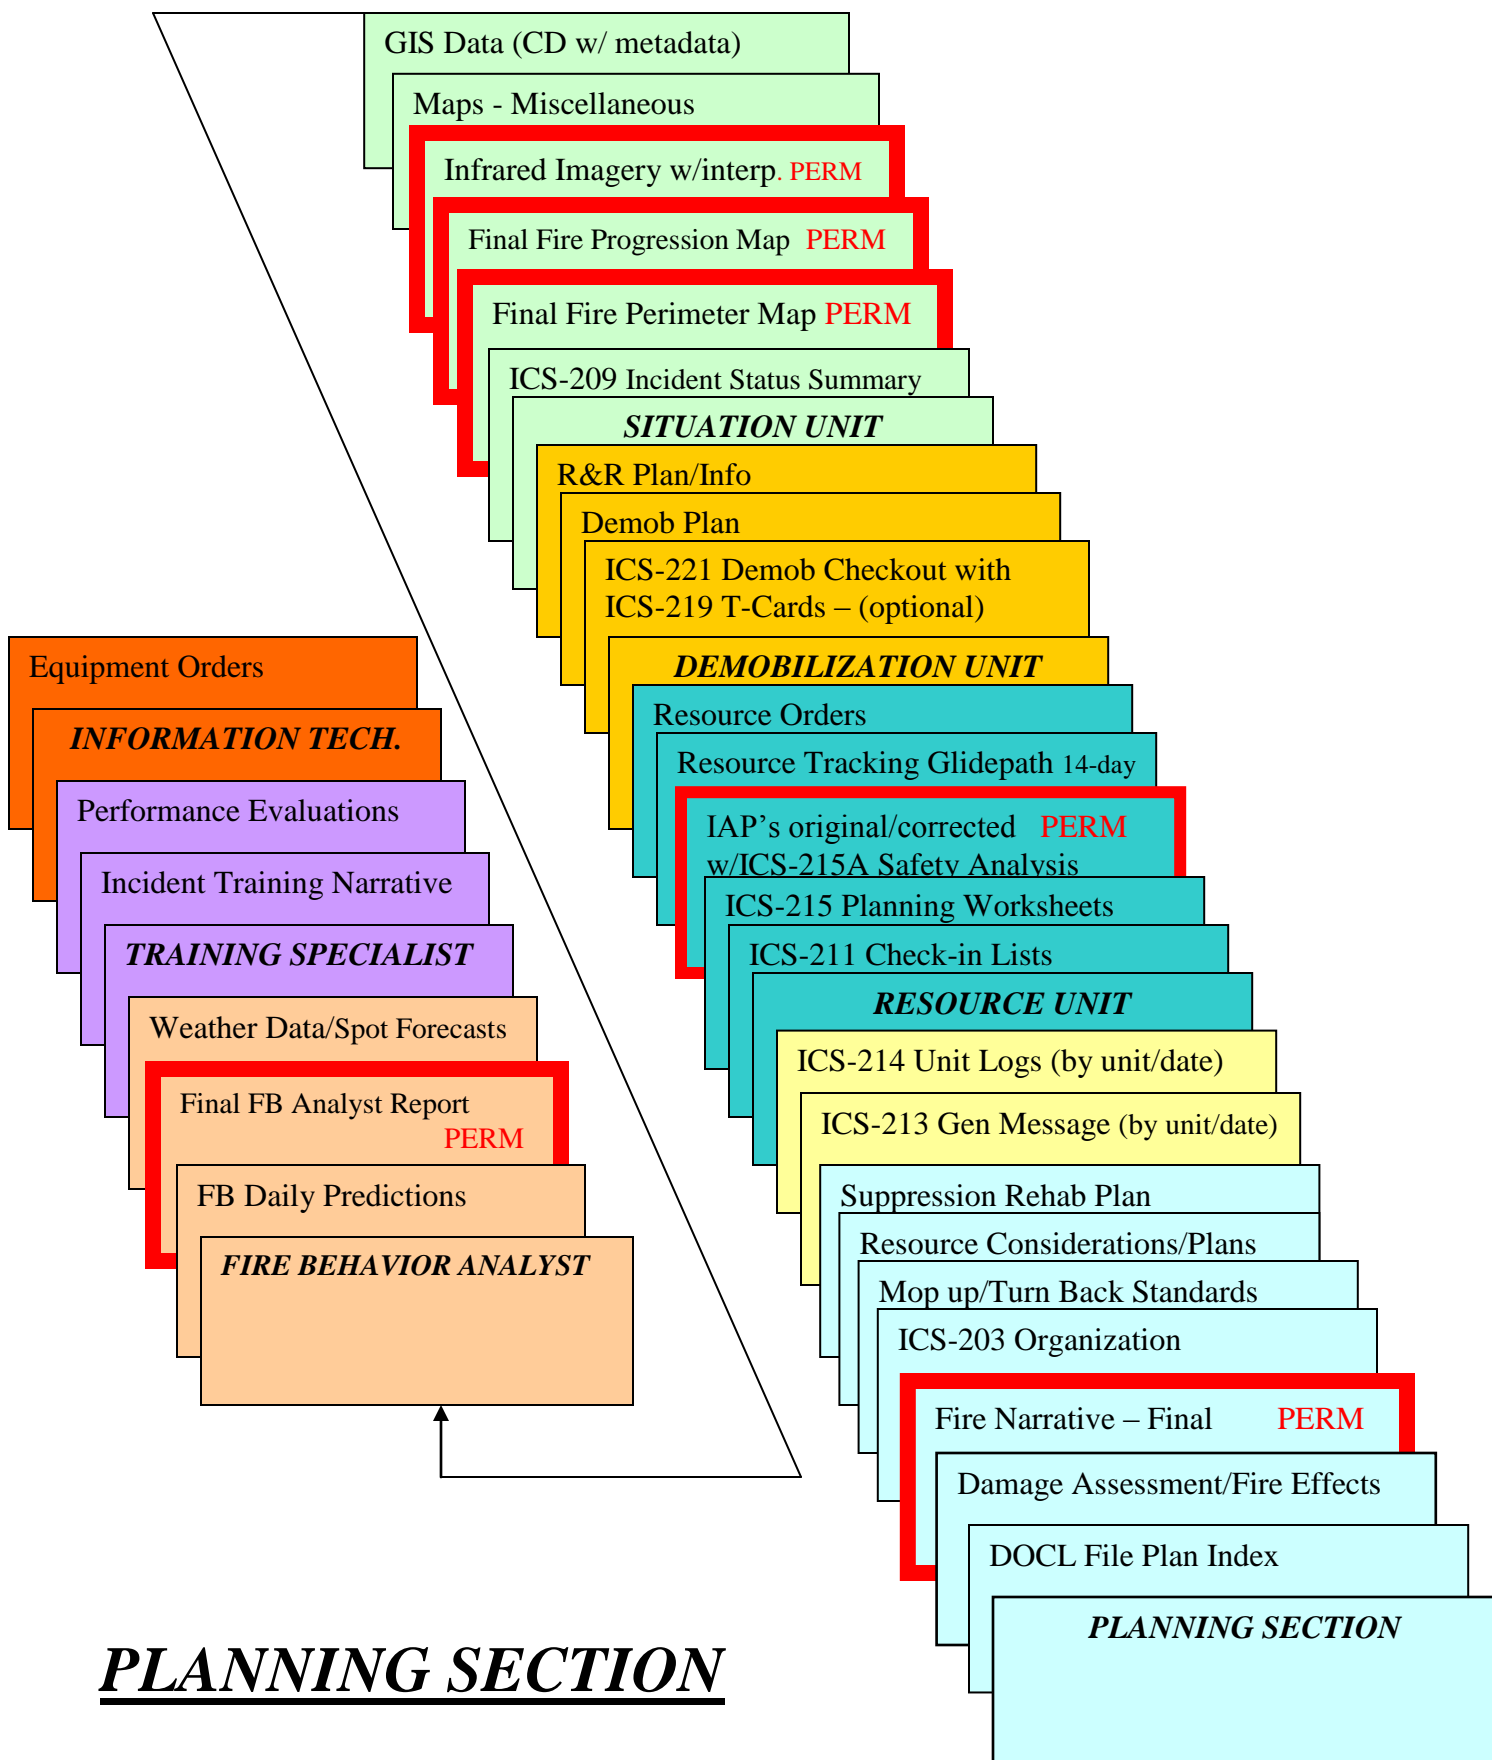 GIS Data (CD w/ metadata)
Maps - Miscellaneous
Infrared Imagery w/interp. PERM
Final Fire Progression Map PERM
Final Fire Perimeter Map PERM
ICS-209 Incident Status Summary
SITUATION UNIT
R&R Plan/Info
Demob Plan
ICS-221 Demob Checkout with
ICS-219 T-Cards – (optional)
DEMOBILIZATION UNIT
Resource Orders
Resource Tracking Glidepath 14-day
IAP’s original/corrected PERM
w/ICS-215A Safety Analysis
ICS-215 Planning Worksheets
ICS-211 Check-in Lists
RESOURCE UNIT
ICS-214 Unit Logs (by unit/date)
ICS-213 Gen Message (by unit/date)
Suppression Rehab Plan
Resource Considerations/Plans
Mop up/Turn Back Standards
ICS-203 Organization
Fire Narrative – Final PERM
Damage Assessment/Fire Effects
DOCL File Plan Index
PLANNING SECTION
Equipment Orders
INFORMATION TECH.
Performance Evaluations
Incident Training Narrative
TRAINING SPECIALIST
Weather Data/Spot Forecasts
Final FB Analyst Report
PERM
FB Daily Predictions
FIRE BEHAVIOR ANALYST
PLANNING SECTION